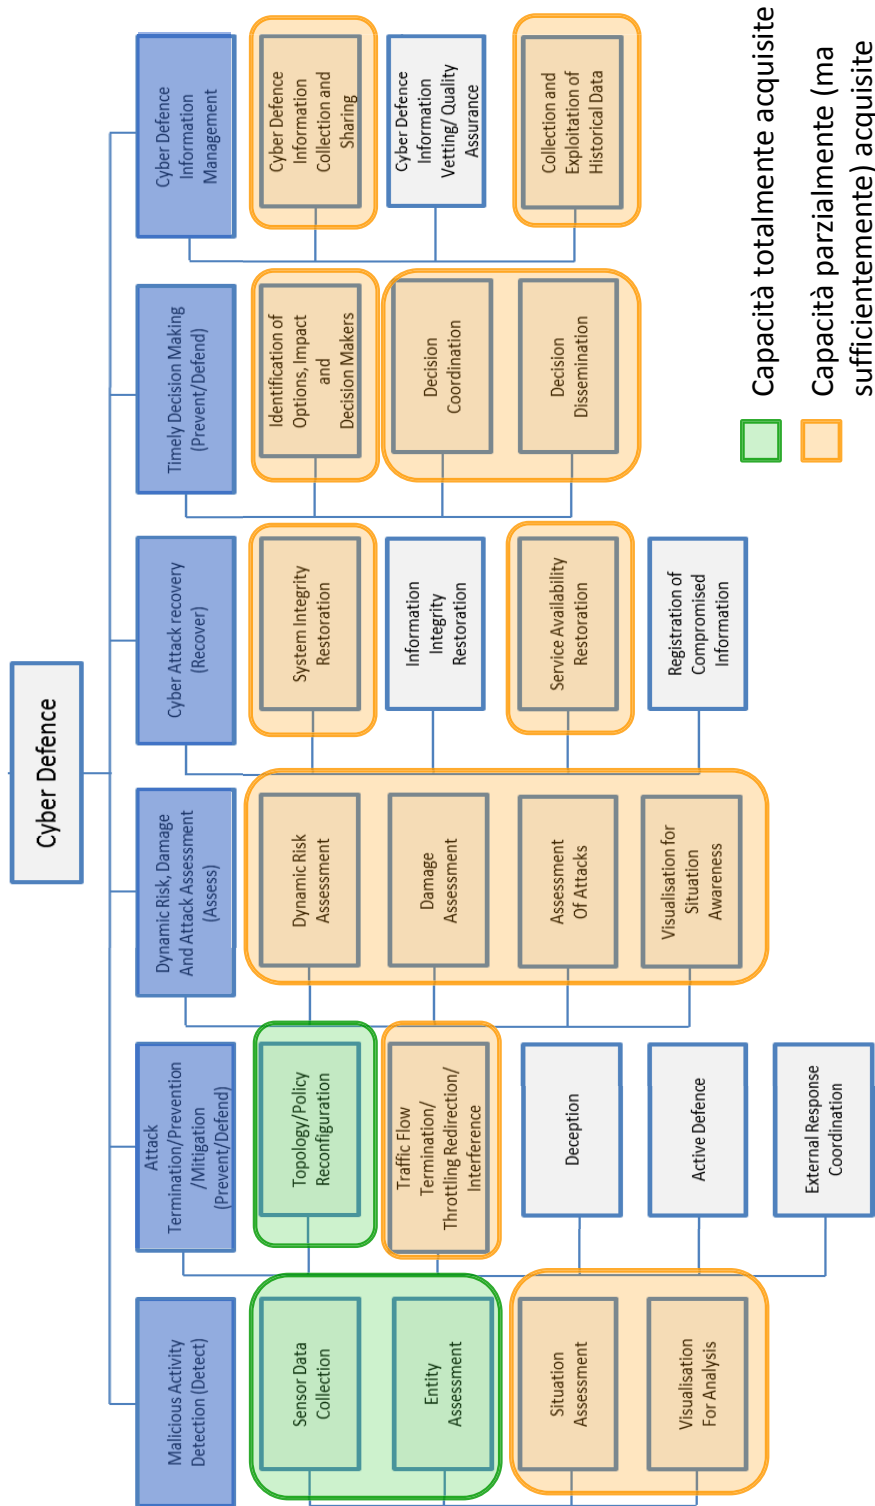 Cyber Defence
Malicious Activity
Detection (Detect)
Sensor Data
Collection
Entity
Assessment
Situation
Assessment
Visualisation
For Analysis
Attack
Termination/Prevention
/Mitigation
(Prevent/Defend)
Topology/Policy
Reconfiguration
Traffic Flow
Termination/
Throttling Redirection/
Interference
Deception
Active Defence
External Response
Coordination
Dynamic Risk, Damage
And Attack Assessment
(Assess)
Dynamic Risk
Assessment
Damage
Assessment
Assessment
Of Attacks
Visualisation for
Situation
Awareness
Cyber Attack recovery
(Recover)
System Integrity
Restoration
Information
Integrity
Restoration
Service Availability
Restoration
Registration of
Compromised
Information
Timely Decision Making
(Prevent/Defend)
Identification of
Options, Impact
and
Decision Makers
Decision
Coordination
Decision
Dissemination
Cyber Defence
Information
Management
Cyber Defence
Information
Collection and
Sharing
Cyber Defence
Information
Vetting/ Quality
Assurance
Collection and
Exploitation of
Historical Data
Capacità totalmente acquisite
Capacità parzialmente (ma
sufficientemente) acquisite